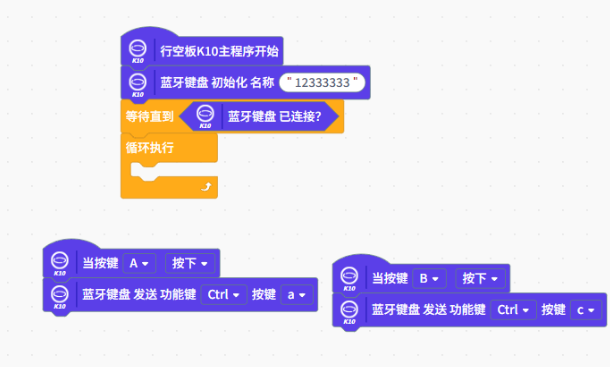 K10 行空板K10主程序开始
K10 蓝牙键盘 初始化 名称 "12333333"
等待直到 K10 蓝牙键盘 已连接?
循环执行
K10 当按键 A 按下
K10 蓝牙键盘 发送 功能键 Ctrl 按键 a
K10 当按键 B 按下
K10 蓝牙键盘 发送 功能键 Ctrl 按键 c